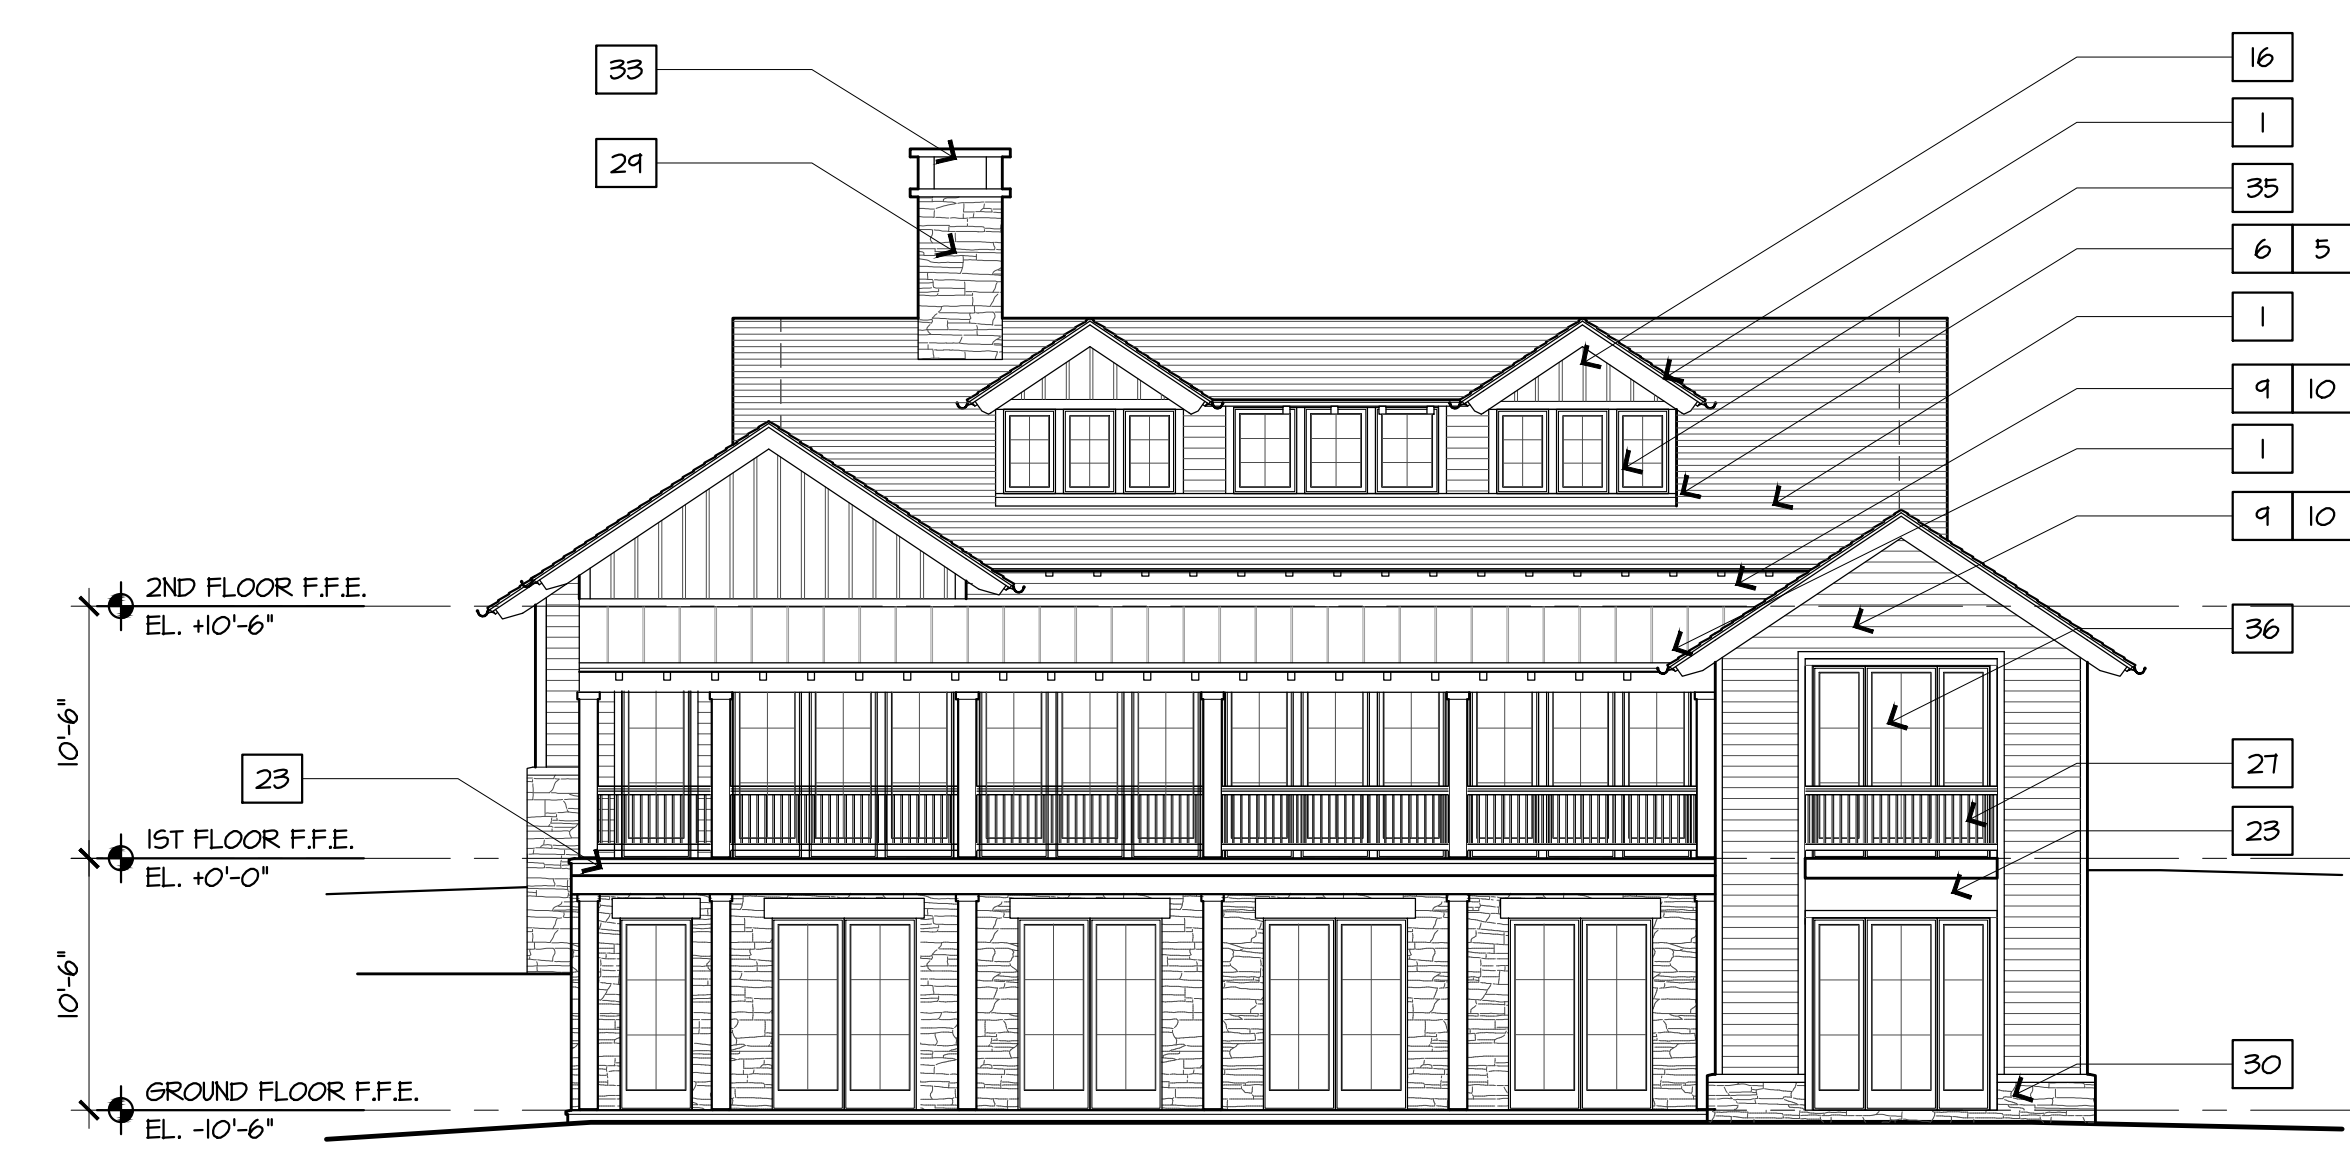 33
16
1
29
35
6 5
1
9 10
1
9 10
2ND FLOOR F.F.E.
EL. +10'-6"
36
10'-6"
23
27
1ST FLOOR F.F.E.
EL. +0'-0"
23
10'-6"
30
GROUND FLOOR F.F.E.
EL. -10'-6"